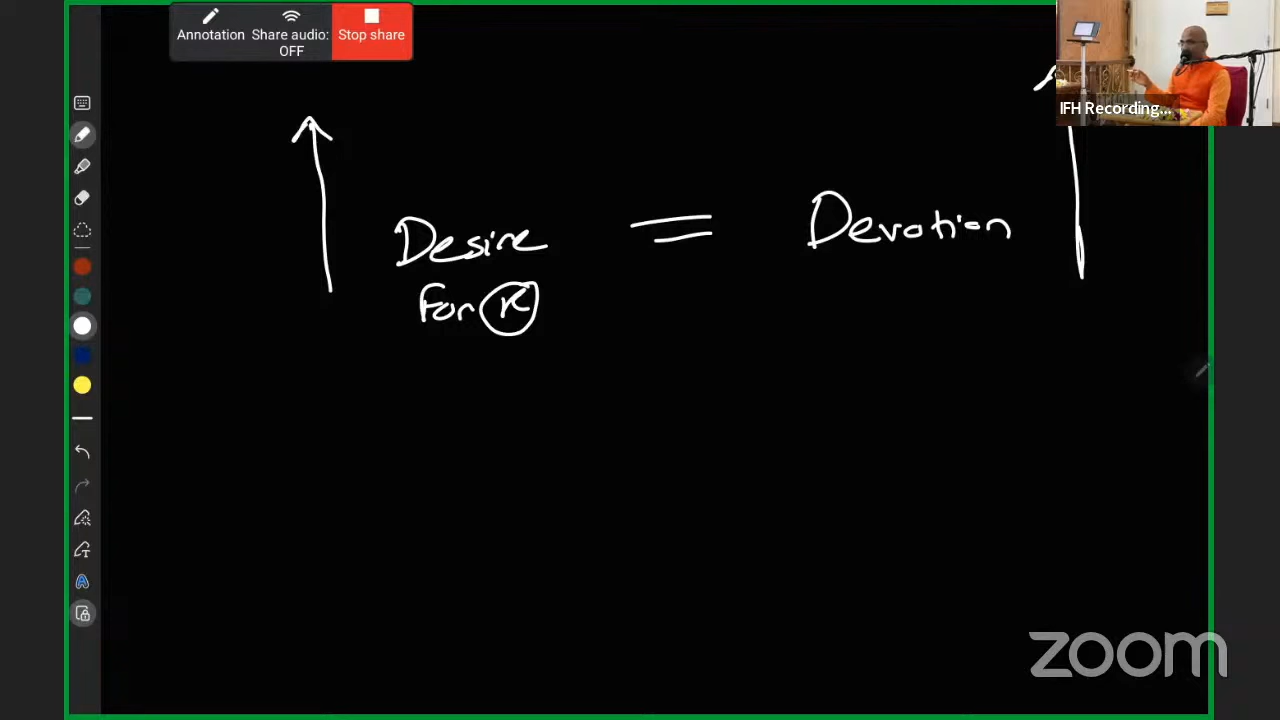 Annotation
Share audio:
OFF
Stop share
IFH Recording...
Desire = Devotion
For K
zoom